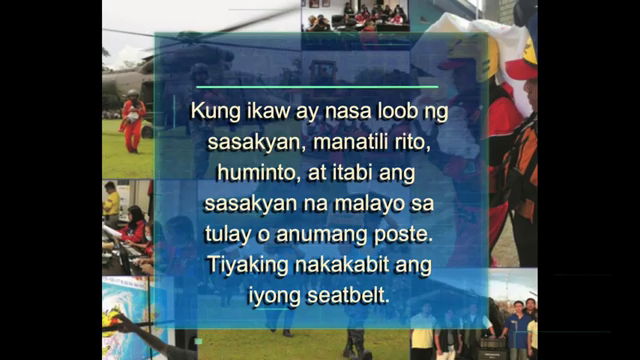 Kung ikaw ay nasa loob ng
sasakyan, manatili rito,
huminto, at itabi ang
sasakyan na malayo sa
tulay o anumang poste.
Tiyaking nakakabit ang
iyong seatbelt.